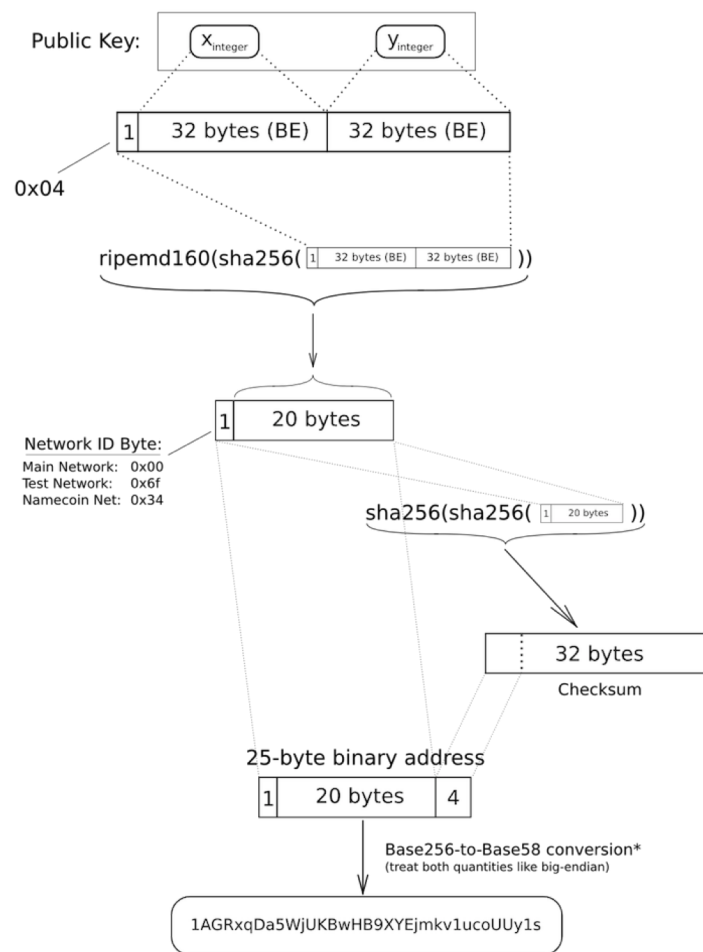 Public Key:
x integer
y integer
1
32 bytes (BE)
32 bytes (BE)
0x04
ripemd160(sha256( 1 32 bytes (BE) 32 bytes (BE) ))
1
20 bytes
Network ID Byte:
Main Network: 0x00
Test Network: 0x6f
Namecoin Net: 0x34
sha256(sha256( 1 20 bytes ))
32 bytes
Checksum
25-byte binary address
1
20 bytes
4
Base256-to-Base58 conversion*
(treat both quantities like big-endian)
1AGRxqDa5WjUKBwHB9XYEjmkv1ucoUUy1s